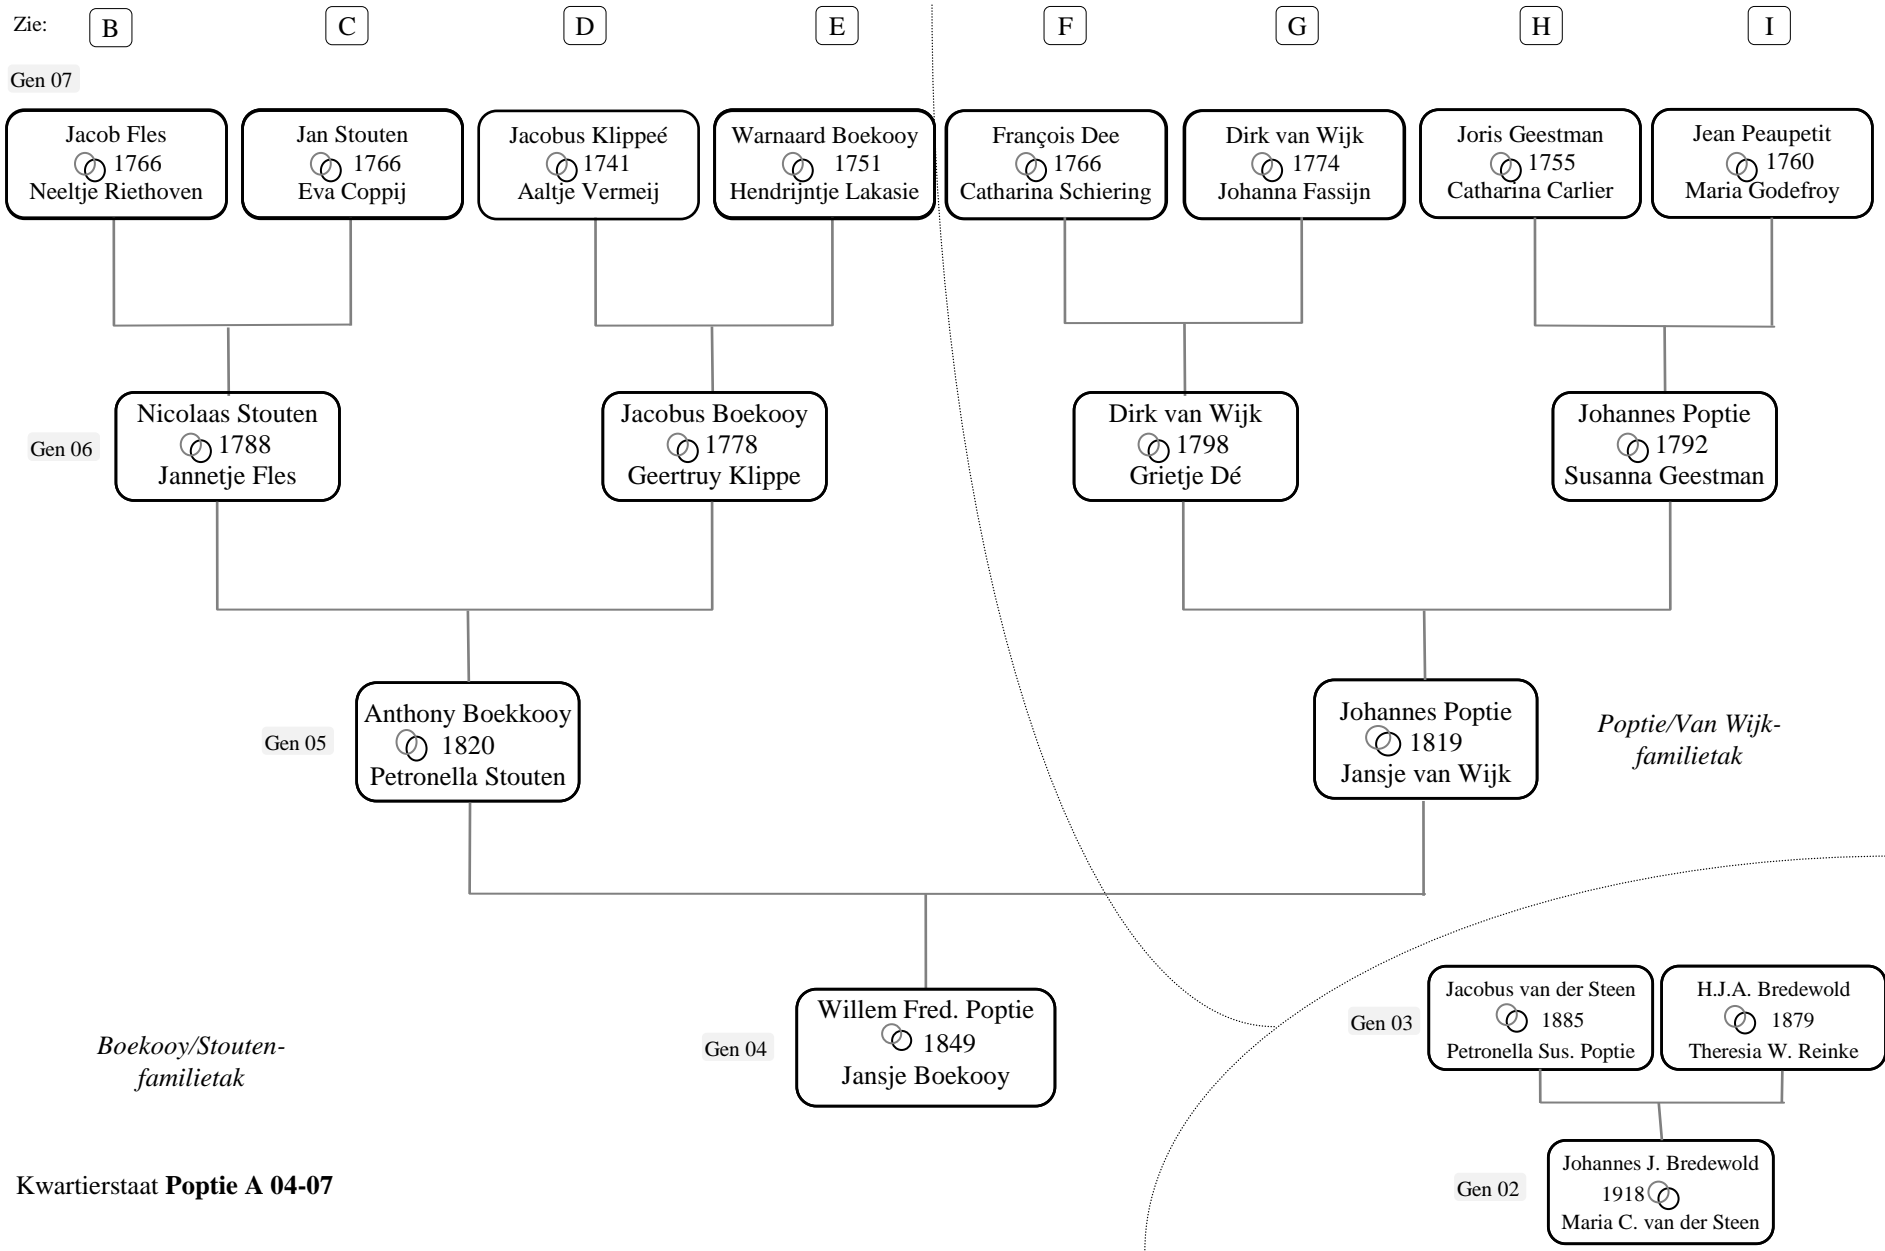 Zie:
B
C
D
E
F
G
H
I
Gen 07
Jacob Fles
1766
Neeltje Riethoven
Jan Stouten
1766
Eva Coppij
Jacobus Klippeé
1741
Aaltje Vermeij
Warnaard Boekooy
1751
Hendrijntje Lakasie
François Dee
1766
Catharina Schiering
Dirk van Wijk
1774
Johanna Fassijn
Joris Geestman
1755
Catharina Carlier
Jean Peaupetit
1760
Maria Godefroy
Gen 06
Nicolaas Stouten
1788
Jannetje Fles
Jacobus Boekooy
1778
Geertruy Klippe
Dirk van Wijk
1798
Grietje Dé
Johannes Poptie
1792
Susanna Geestman
Gen 05
Anthony Boekkooy
1820
Petronella Stouten
Johannes Poptie
1819
Jansje van Wijk
Poptie/Van Wijk-
familietak
Boekooy/Stouten-
familietak
Gen 04
Willem Fred. Poptie
1849
Jansje Boekooy
Gen 03
Jacobus van der Steen
1885
Petronella Sus. Poptie
H.J.A. Bredewold
1879
Theresia W. Reinke
Gen 02
Johannes J. Bredewold
1918
Maria C. van der Steen
Kwartierstaat Poptie A 04-07